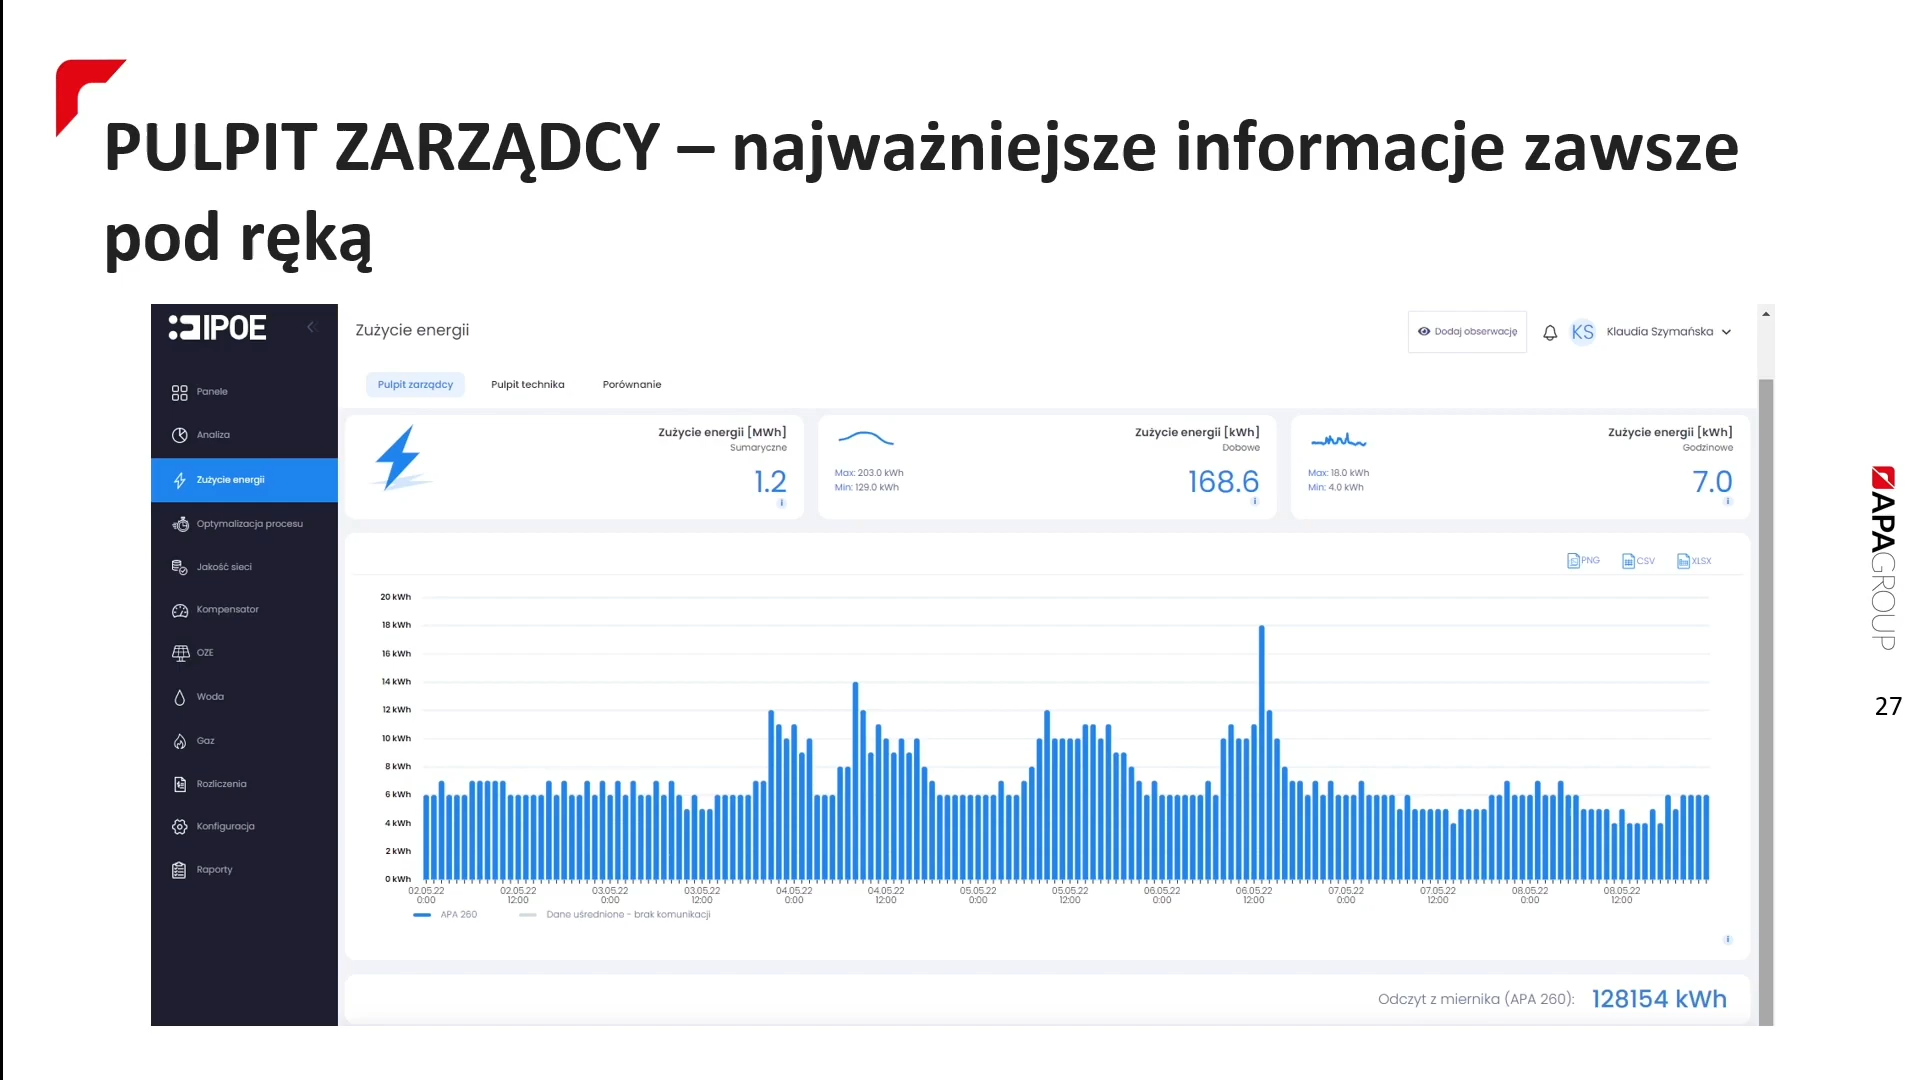 PULPIT ZARZĄDCY – najważniejsze informacje zawsze
pod ręką
IPOE
Panele
Analiza
Zużycie energii
Optymalizacja procesu
Jakość sieci
Kompensator
OZE
Woda
Gaz
Rozliczenia
Konfiguracja
Raporty
Zużycie energii
Dodaj obserwację
KS Klaudia Szymańska
Pulpit zarządcy Pulpit technika Porównanie
Zużycie energii [MWh]
Sumaryczne
1.2
i
Zużycie energii [kWh]
Dobowe
Max: 203.0 kWh
Min: 129.0 kWh
168.6
i
Zużycie energii [kWh]
Godzinowe
Max: 18.0 kWh
Min: 4.0 kWh
7.0
i
PNG CSV XLSX
20 kWh
18 kWh
16 kWh
14 kWh
12 kWh
10 kWh
8 kWh
6 kWh
4 kWh
2 kWh
0 kWh
02.05.22 02.05.22 03.05.22 03.05.22 04.05.22 04.05.22 05.05.22 05.05.22 06.05.22 06.05.22 07.05.22 07.05.22 08.05.22 08.05.22
0:00 12:00 0:00 12:00 0:00 12:00 0:00 12:00 0:00 12:00 0:00 12:00 0:00 12:00
APA 260 Dane uśrednione - brak komunikacji
i
Odczyt z miernika (APA 260): 128154 kWh
APAGROUP
27